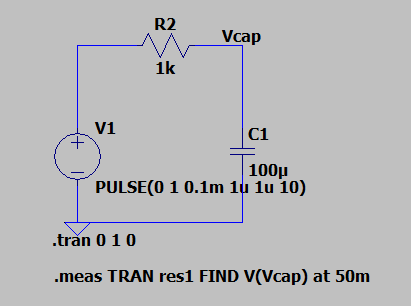 R2
Vcap
1k
V1
C1
100µ
PULSE(0 1 0.1m 1u 1u 10)
.tran 0 1 0
.meas TRAN res1 FIND V(Vcap) at 50m